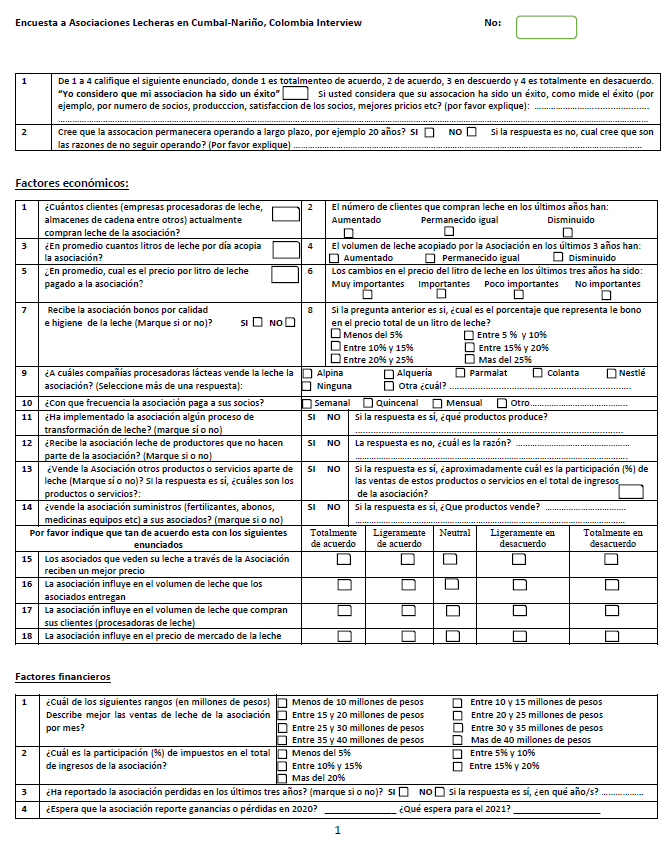 Encuesta a Asociaciones Lecheras en Cumbal-Nariño, Colombia Interview No:
1 De 1 a 4 califique el siguiente enunciado, donde 1 es totalmenteo de acuerdo, 2 de acuerdo, 3 en descuerdo y 4 es totalmente en desacuerdo.
“Yo considero que mi associacion ha sido un éxito” Si usted considera que su assocacion ha sido un éxito, como mide el éxito (por
ejemplo, por numero de socios, producccion, satisfaccion de los socios, mejores pricios etc? (por favor explique): ……………………………………
………………………………………………………………………………………………
2 Cree que la assocacion permanecera operando a largo plazo, por ejemplo 20 años? SI NO Si la respuesta es no, cual cree que son
las razones de no seguir operando? (Por favor explique) ………………………………………………………………
Factores económicos:
1 ¿Cuántos clientes (empresas procesadoras de leche,
almacenes de cadena entre otros) actualmente
compran leche de la asociación?
2 El número de clientes que compran leche en los últimos años han:
Aumentado Permanecido igual Disminuido
3 ¿En promedio cuantos litros de leche por día acopia
la asociación?
4 El volumen de leche acopiado por la Asociación en los últimos 3 años han:
Aumentado Permanecido igual Disminuido
5 ¿En promedio, cual es el precio por litro de leche
pagado a la asociación?
6 Los cambios en el precio del litro de leche en los últimos tres años ha sido:
Muy importantes Importantes Poco importantes No importantes
7 Recibe la asociación bonos por calidad
e higiene de la leche (Marque si or no)? SI NO
8 Si la pregunta anterior es si, ¿cual es el porcentaje que representa le bono
en el precio total de un litro de leche?
Menos del 5% Entre 5 % y 10%
Entre 10% y 15% Entre 15% y 20%
Entre 20% y 25% Mas del 25%
9 ¿A cuáles compañías procesadoras lácteas vende la leche la
asociación? (Seleccione más de una respuesta):
Alpina Alquería Parmalat Colanta Nestlé
Ninguna Otra ¿cuál? ……………………………………………
10 ¿Con que frecuencia la asociación paga a sus socios? Semanal Quincenal Mensual Otro……………………
11 ¿Ha implementado la asociación algún proceso de
transformación de leche? (marque sí o no)
SI NO Si la respuesta es sí, ¿qué productos produce?
………………………………………………………………
12 ¿Recibe la asociación leche de productores que no hacen
parte de la asociación? (Marque si o no)
SI NO La respuesta es no, ¿cuál es la razón? ……………………………
………………………………………………………………
13 ¿Vende la Asociación otros productos o servicios aparte de
leche (Marque sí o no)? SI la respuesta es sí, ¿cuáles son los
productos o servicios?:
SI NO Si la respuesta es sí, ¿aproximadamente cuál es la participación (%) de
las ventas de estos productos o servicios en el total de ingresos
de la asociación?
14 ¿vende la asociación suministros (fertilizantes, abonos,
medicinas equipos etc) a sus asociados? (marque si o no)
SI NO Si la respuesta es sí, ¿Que productos vende? ……………………
………………………………………………………………
Por favor indique que tan de acuerdo esta con los siguientes
enunciados
Totalmente
de acuerdo
Ligeramente
de acuerdo
Neutral
Ligeramente en
desacuerdo
Totalmente en
desacuerdo
15 Los asociados que veden su leche a través de la Asociación
reciben un mejor precio
16 La asociación influye en el volumen de leche que los
asociados entregan
17 La asociación influye en el volumen de leche que compran
sus clientes (procesadoras de leche)
18 La asociación influye en el precio de mercado de la leche
Factores financieros
1 ¿Cuál de los siguientes rangos (en millones de pesos)
Describe mejor las ventas de leche de la asociación
por mes?
Menos de 10 millones de pesos Entre 10 y 15 millones de pesos
Entre 15 y 20 millones de pesos Entre 20 y 25 millones de pesos
Entre 25 y 30 millones de pesos Entre 30 y 35 millones de pesos
Entre 35 y 40 millones de pesos Mas de 40 millones de pesos
2 ¿Cuál es la participación (%) de impuestos en el total
de ingresos de la asociación?
Menos del 5% Entre 5% y 10%
Entre 10% y 15% Entre 15% y 20%
Mas del 20%
3 ¿Ha reportado la asociación perdidas en los últimos tres años? (marque si o no)? SI NO Si la respuesta es sí, ¿en qué año/s? ………………
4 ¿Espera que la asociación reporte ganancias o pérdidas en 2020? ______________ ¿Qué espera para el 2021? _________________
1